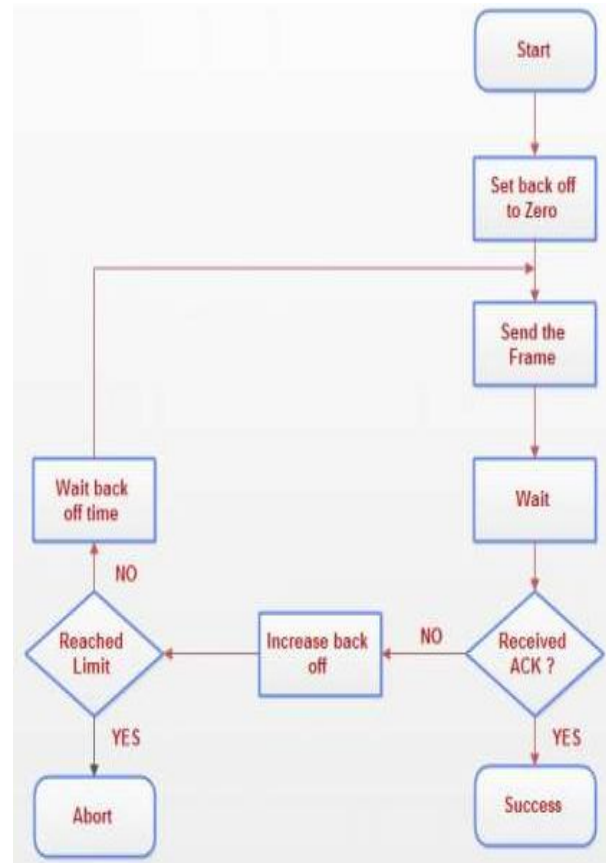 Start
Set back off
to Zero
Send the
Frame
Wait back
off time
Wait
NO
Reached
Limit
Increase back
off
NO
Received
ACK ?
YES
YES
Abort
Success